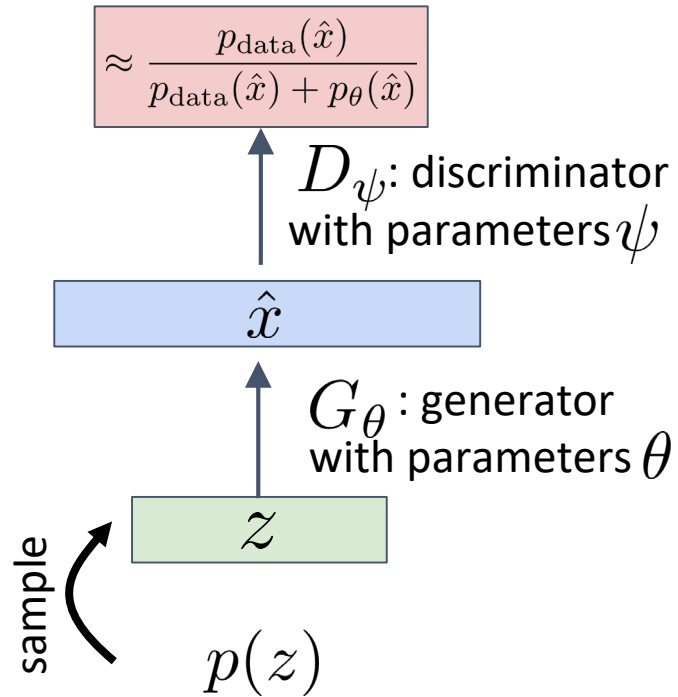 ≈ p_data(x̂) / (p_data(x̂) + p_θ(x̂))
D_ψ: discriminator
with parameters ψ
x̂
G_θ : generator
with parameters θ
z
sample
p(z)